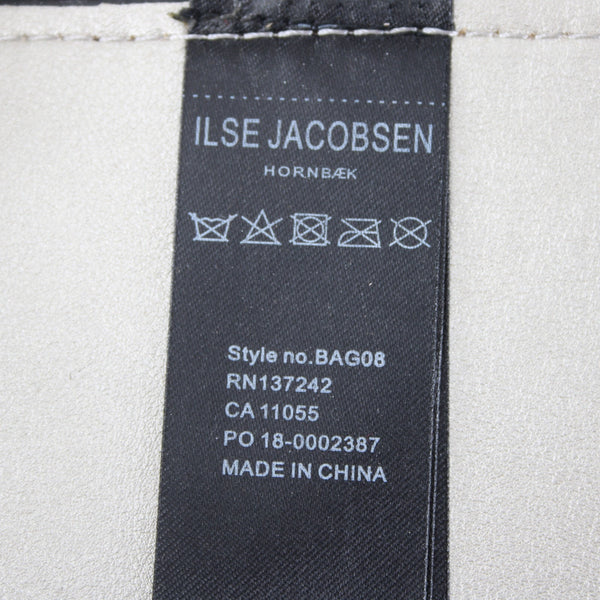 ILSE JACOBSEN
HORNBÆK
Style no.BAG08
RN137242
CA 11055
PO 18-0002387
MADE IN CHINA